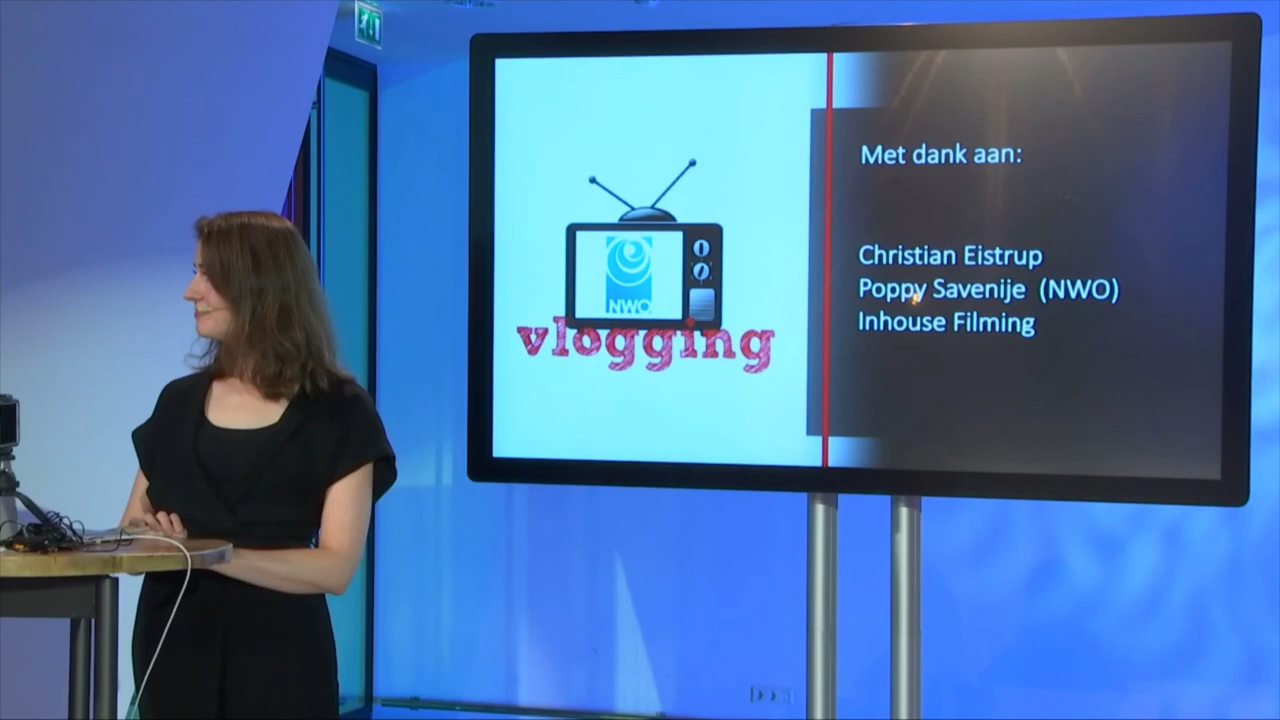 NWO
vlogging
Met dank aan:
Christian Eistrup
Poppy Savenije (NWO)
Inhouse Filming